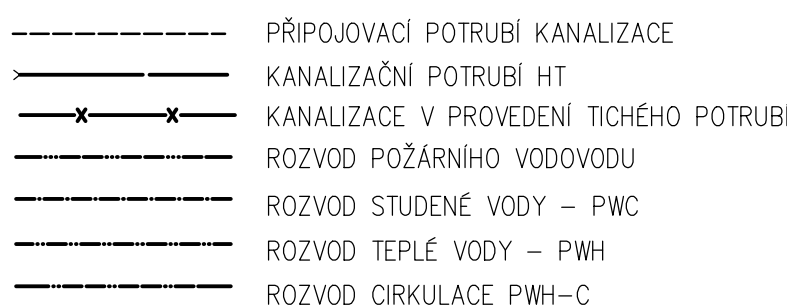 PŘIPOJOVACÍ POTRUBÍ KANALIZACE
KANALIZAČNÍ POTRUBÍ HT
KANALIZACE V PROVEDENÍ TICHÉHO POTRUBÍ
ROZVOD POŽÁRNÍHO VODOVODU
ROZVOD STUDENÉ VODY – PWC
ROZVOD TEPLÉ VODY – PWH
ROZVOD CIRKULACE PWH–C